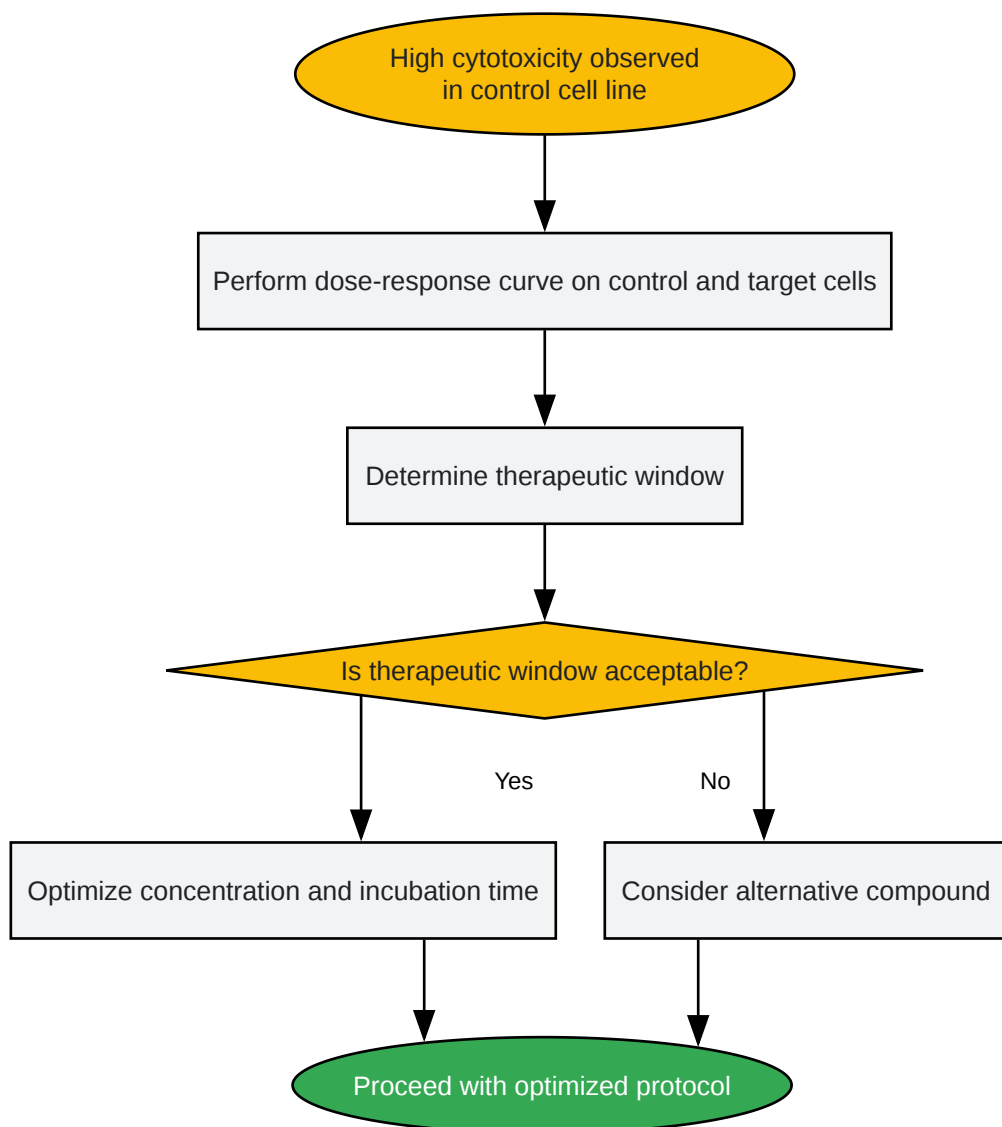 High cytotoxicity observed
in control cell line
Perform dose-response curve on control and target cells
Determine therapeutic window
Is therapeutic window acceptable?
Yes
No
Optimize concentration and incubation time
Consider alternative compound
Proceed with optimized protocol